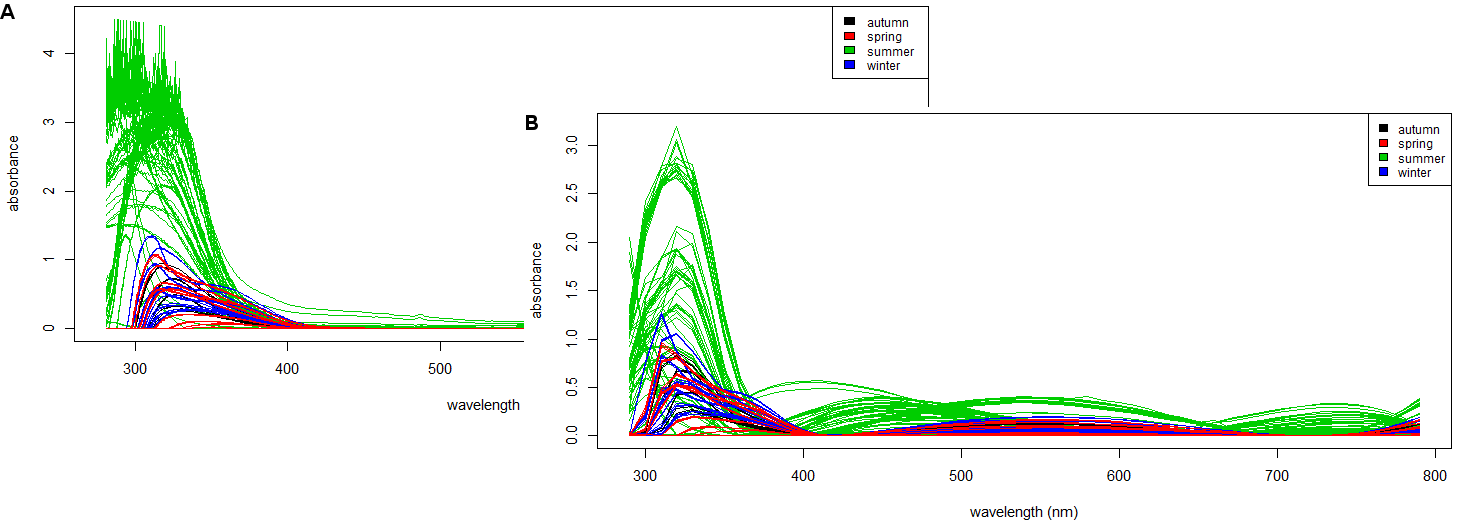 A
autumn
spring
summer
winter
absorbance
4
3
2
1
0
300
400
500
wavelength
B
autumn
spring
summer
winter
absorbance
3.0
2.5
2.0
1.5
1.0
0.5
0.0
300
400
500
600
700
800
wavelength (nm)